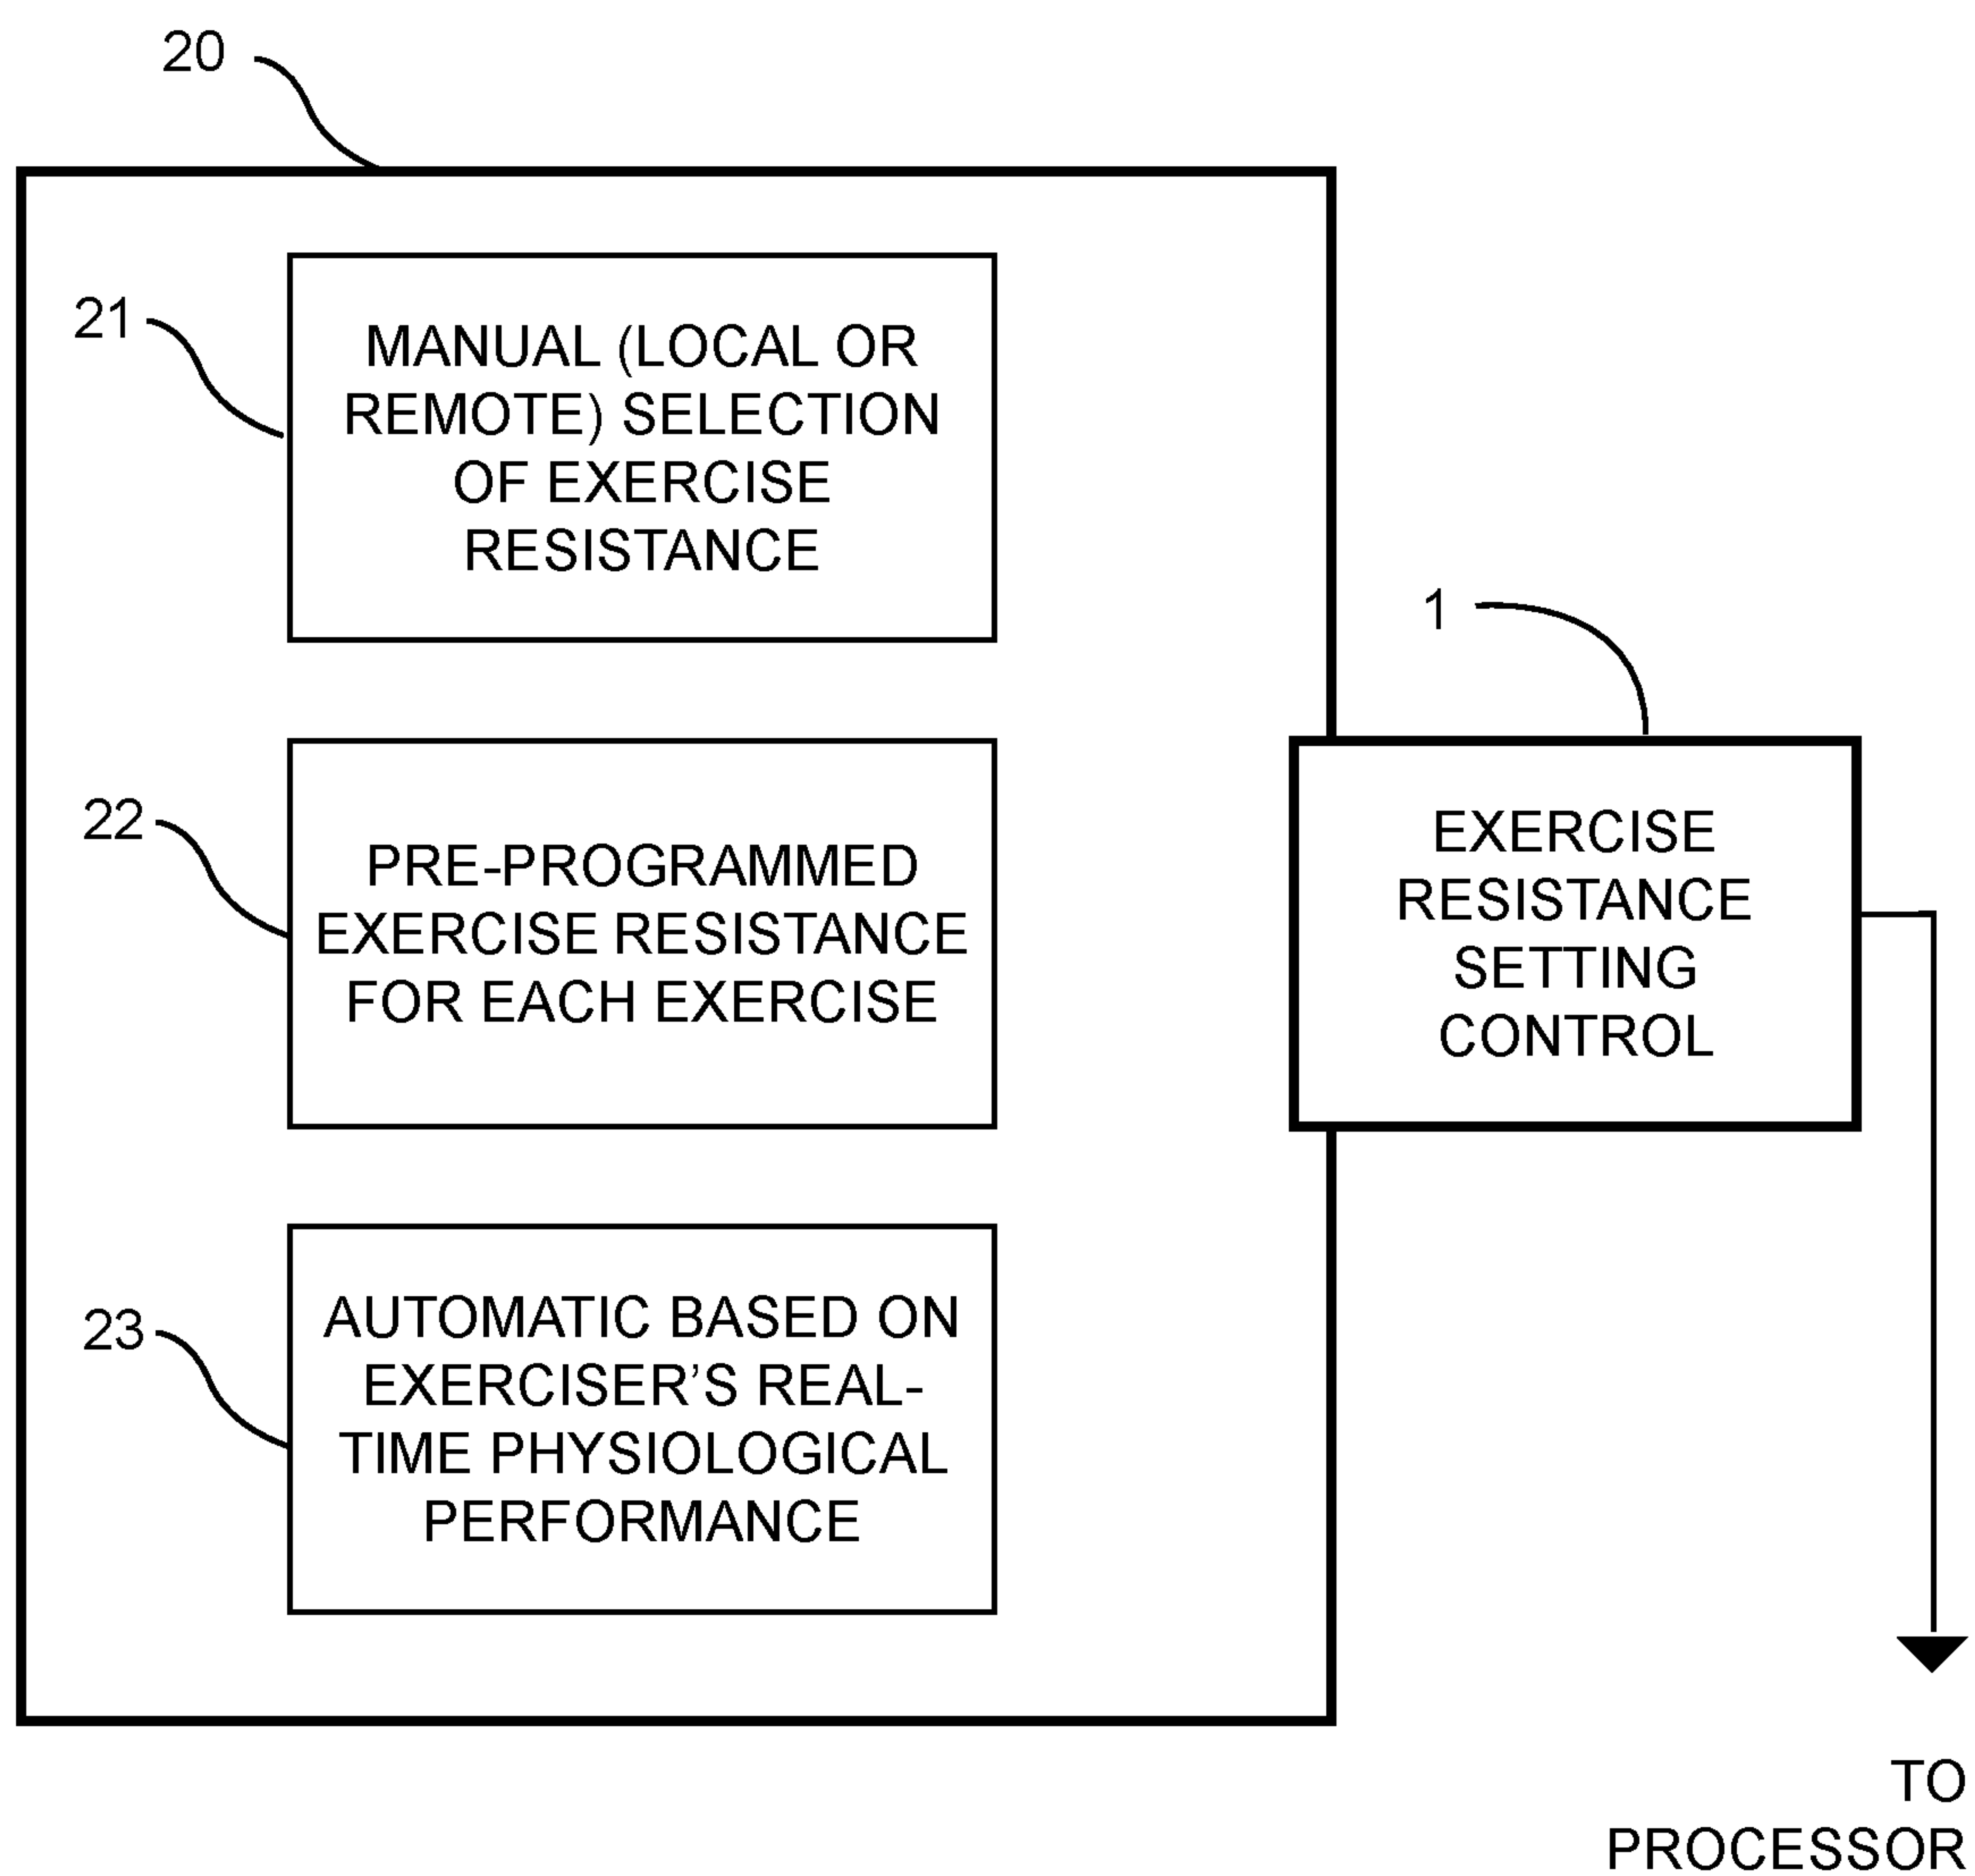 20
21
MANUAL (LOCAL OR
REMOTE) SELECTION
OF EXERCISE
RESISTANCE
1
22
PRE-PROGRAMMED
EXERCISE RESISTANCE
FOR EACH EXERCISE
EXERCISE
RESISTANCE
SETTING
CONTROL
23
AUTOMATIC BASED ON
EXERCISER'S REAL-
TIME PHYSIOLOGICAL
PERFORMANCE
TO
PROCESSOR